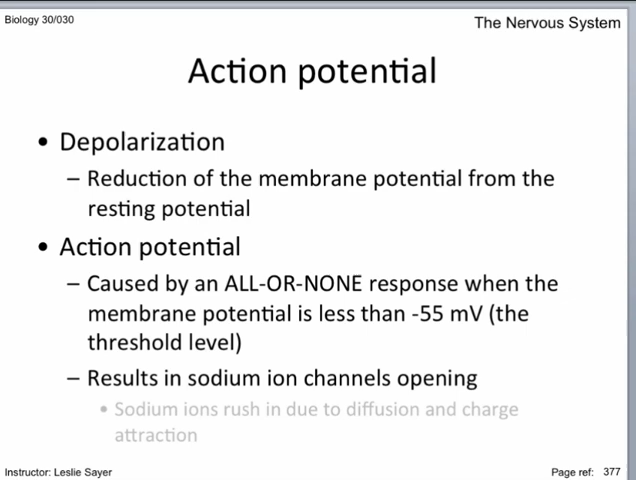 Biology 30/030
The Nervous System
Action potential
• Depolarization
– Reduction of the membrane potential from the
resting potential
• Action potential
– Caused by an ALL-OR-NONE response when the
membrane potential is less than -55 mV (the
threshold level)
– Results in sodium ion channels opening
• Sodium ions rush in due to diffusion and charge
attraction
Instructor: Leslie Sayer
Page ref: 377